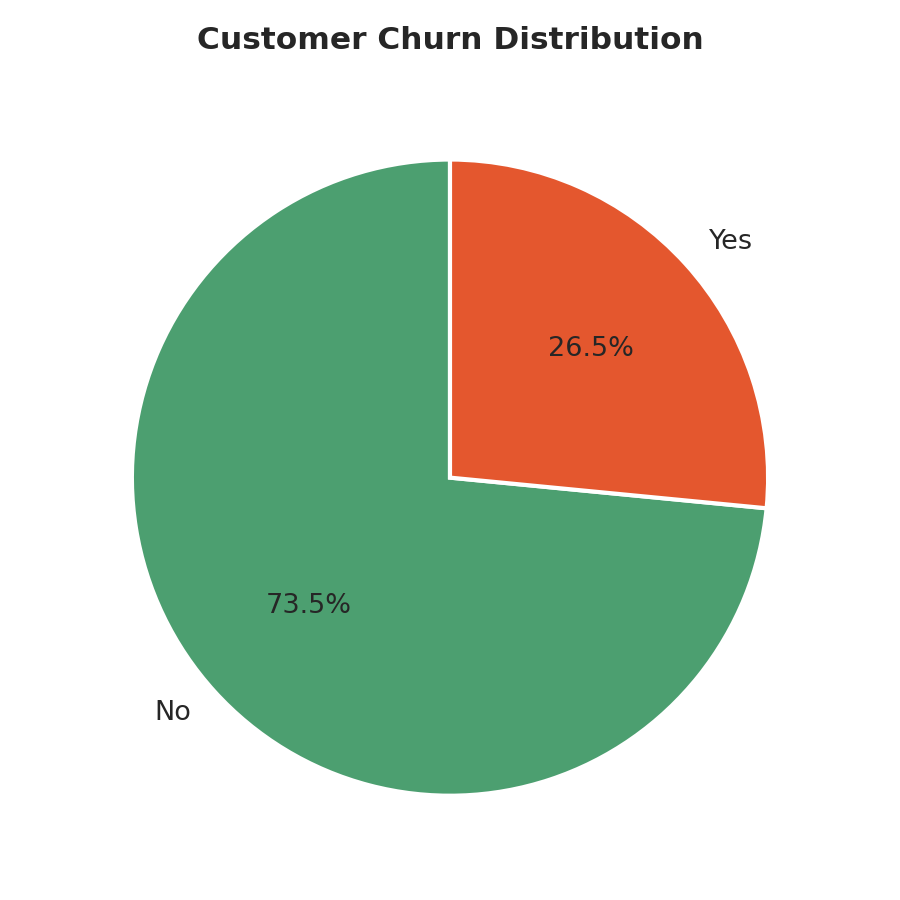 Customer Churn Distribution
Yes
26.5%
73.5%
No